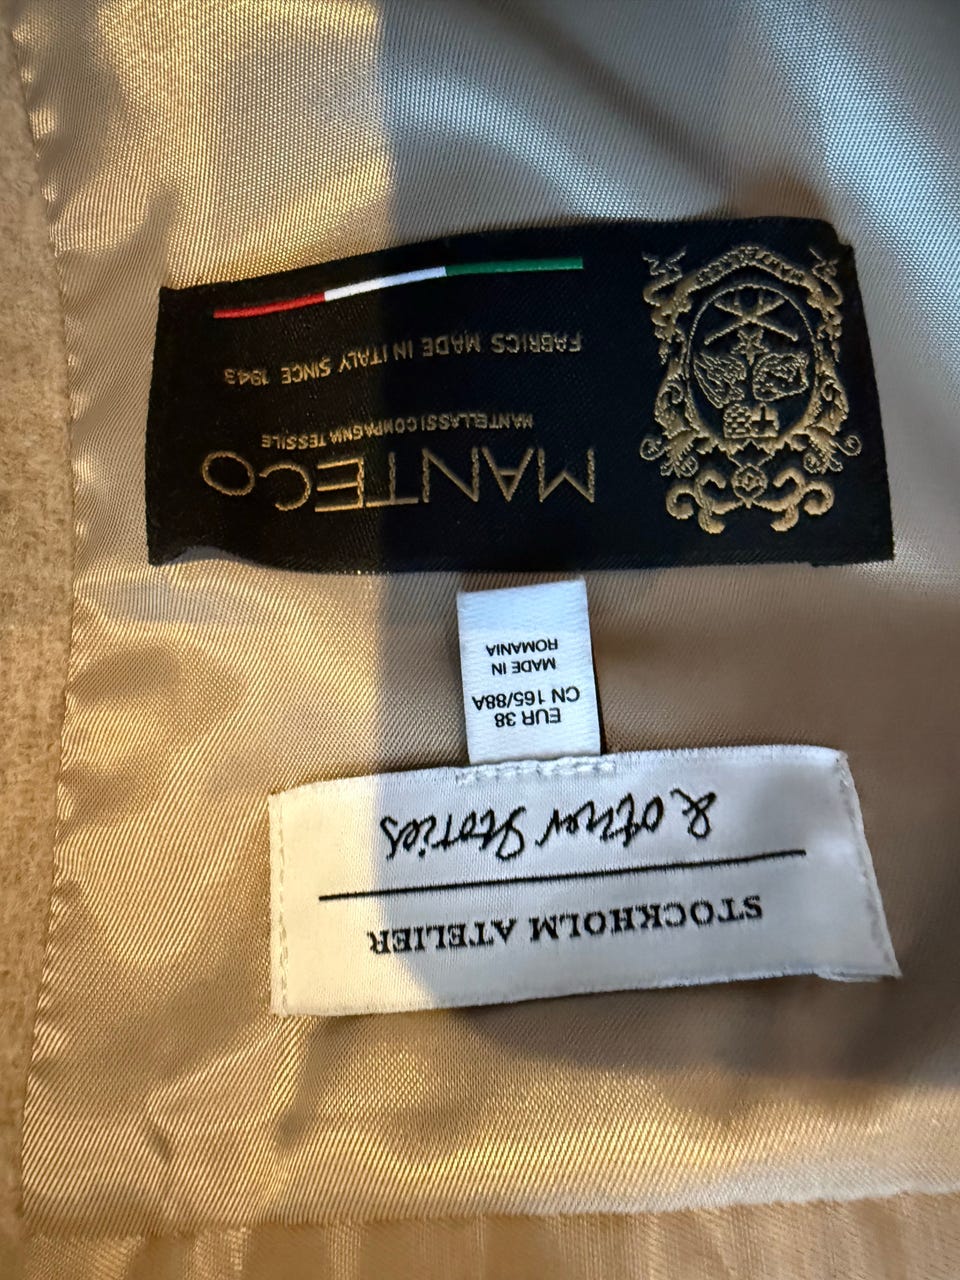 STOCKHOLM ATELIER
& other Stories
EUR 38
CN 165/88A
MADE IN
ROMANIA
MANTECO
MANTELLASSI COMPAGNIA TESSILE
FABRICS MADE IN ITALY SINCE 1943